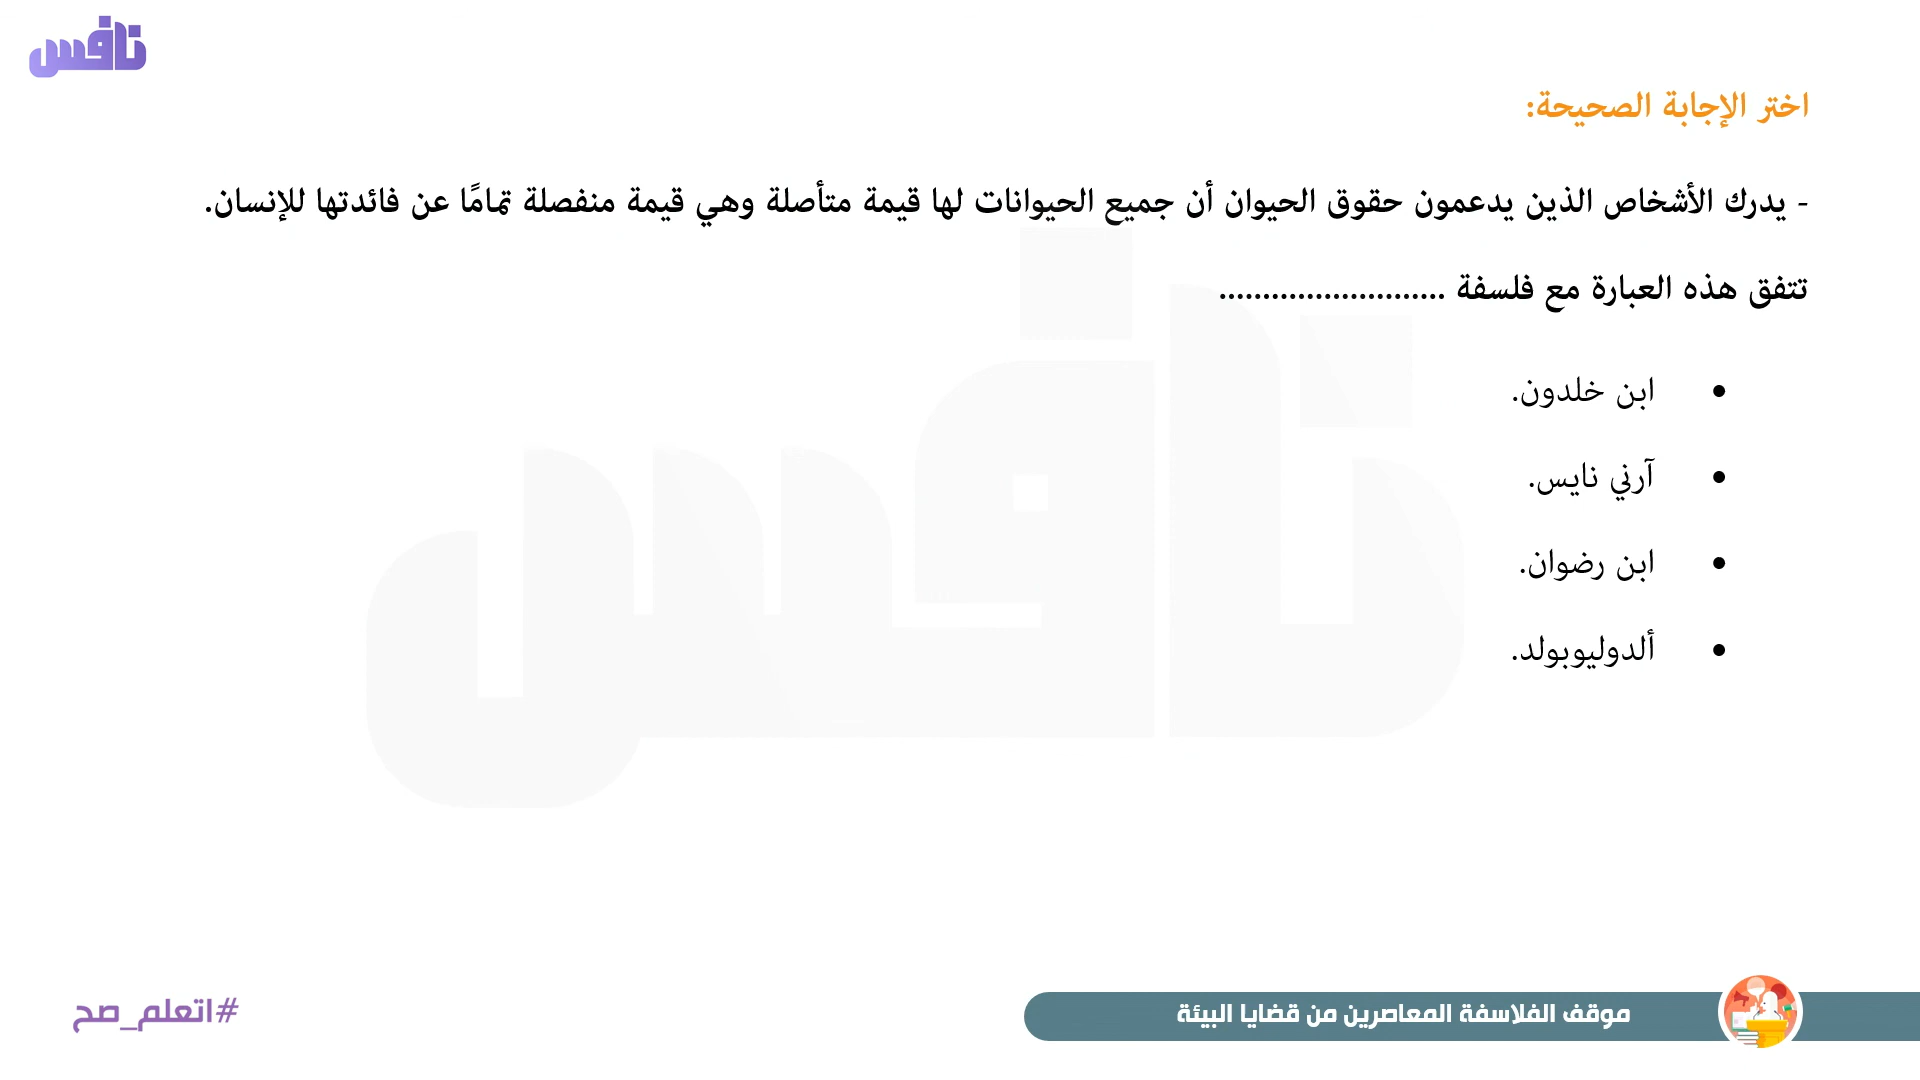 نافس
اختر الإجابة الصحيحة:
- يدرك الأشخاص الذين يدعمون حقوق الحيوان أن جميع الحيوانات لها قيمة متأصلة وهي قيمة منفصلة تمامًا عن فائدتها للإنسان.
تتفق هذه العبارة مع فلسفة ..........................
• ابن خلدون.
• آرني نايس.
• ابن رضوان.
• ألدوليوبولد.
موقف الفلاسفة المعاصرين من قضايا البيئة
#اتعلم_صح